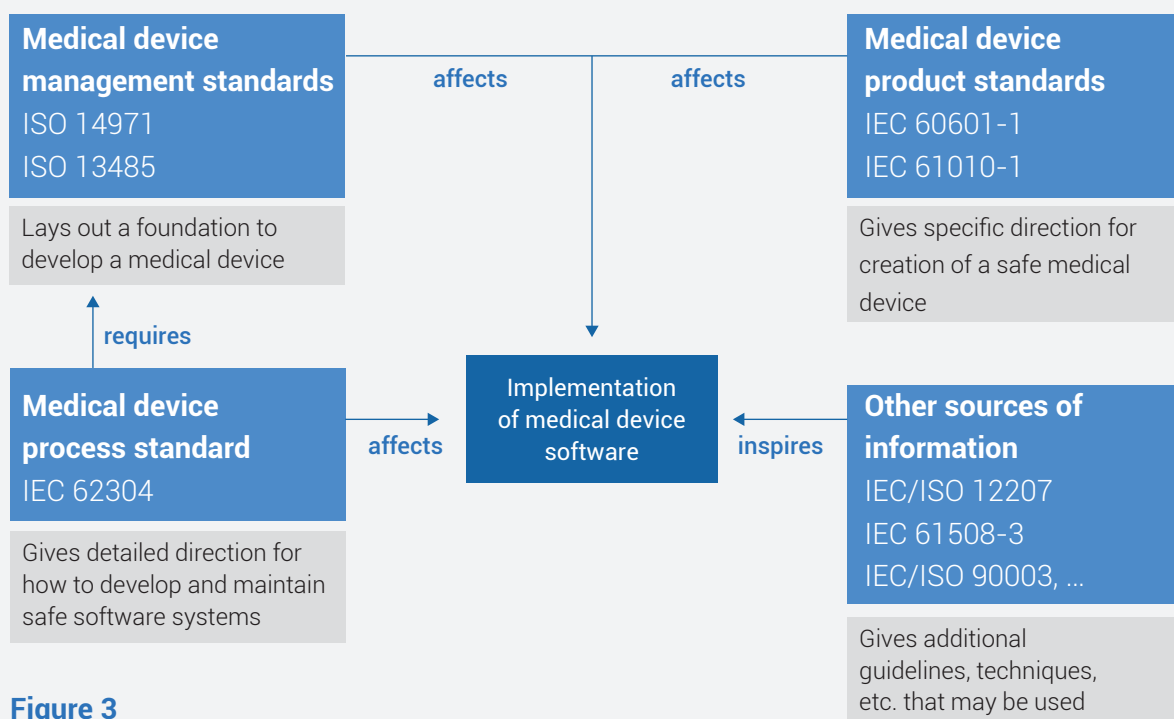 Medical device
management standards
ISO 14971
ISO 13485
Lays out a foundation to
develop a medical device
affects
affects
Medical device
product standards
IEC 60601-1
IEC 61010-1
Gives specific direction for
creation of a safe medical
device
requires
Medical device
process standard
IEC 62304
Gives detailed direction for
how to develop and maintain
safe software systems
affects
Implementation
of medical device
software
inspires
Other sources of
information
IEC/ISO 12207
IEC 61508-3
IEC/ISO 90003, ...
Gives additional
guidelines, techniques,
etc. that may be used
Figure 3